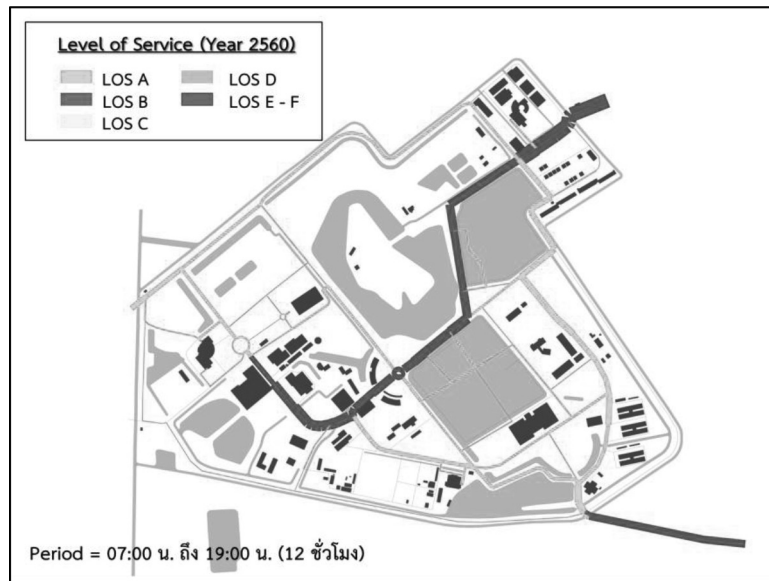 Level of Service (Year 2560)
LOS A
LOS D
LOS B
LOS E - F
LOS C
Period = 07:00 น. ถึง 19:00 น. (12 ชั่วโมง)